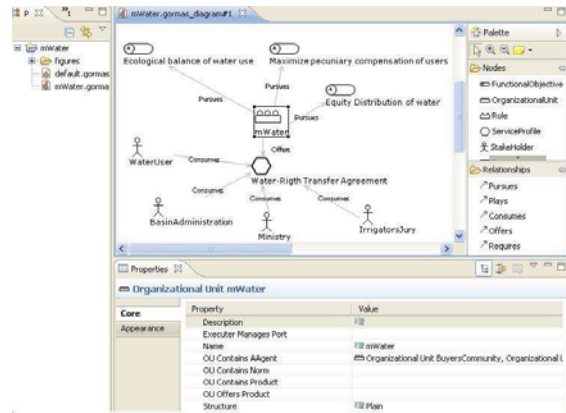 P
mWater.gormas_diagram#1
mWater
figures
default.gormas
mWater.gorma
Ecological balance of water use
Maximize pecuniary compensation of users
Pursues
Pursues
Equity Distribution of water
Pursues
mWater
Offers
WaterUser
Consumes
Water-Rigth Transfer Agreement
Consumes
Consumes
Consumes
BasinAdministration
Ministry
IrrigatorsJury
Palette
Nodes
FunctionalObjective
OrganizationalUnit
Role
ServiceProfile
StakeHolder
Relationships
Pursues
Plays
Consumes
Offers
Requires
Properties
Organizational Unit mWater
Core
Appearance
Property Value
Description
Executer Manages Port
Name mWater
OU Contains AAgent Organizational Unit BuyersCommunity, Organizational U
OU Contains Norm
OU Contains Product
OU Offers Product
Structure Plain